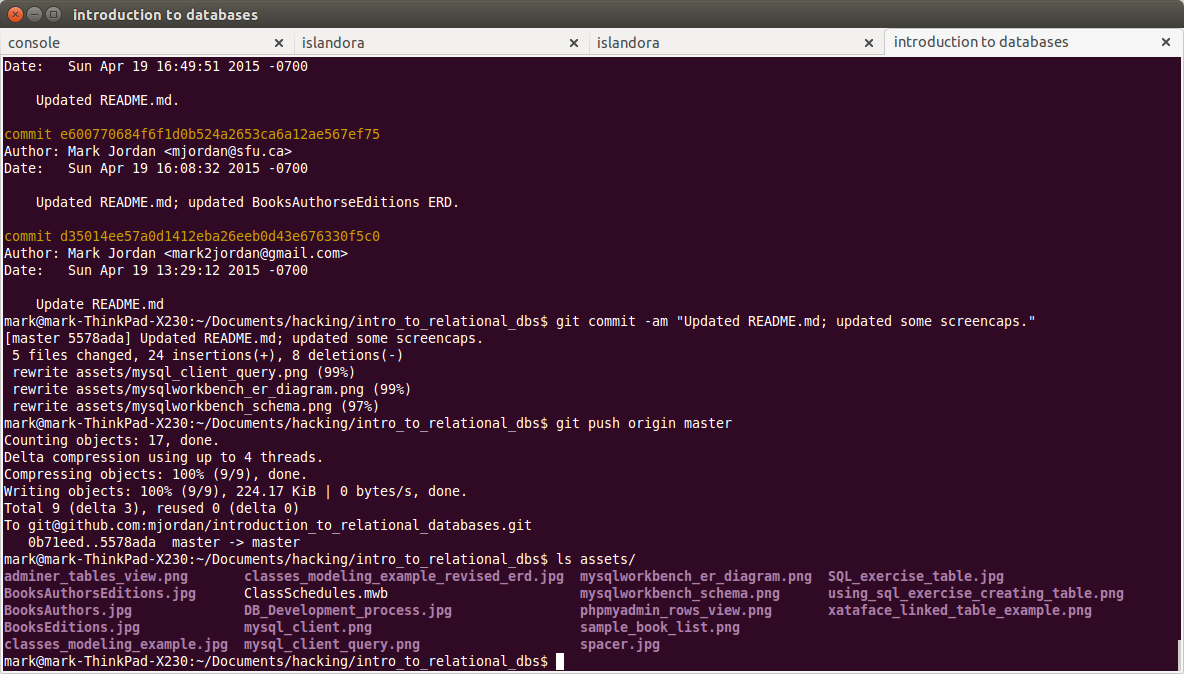 introduction to databases
console islandora islandora introduction to databases
Date:   Sun Apr 19 16:49:51 2015 -0700
    Updated README.md.
commit e600770684f6f1d0b524a2653ca6a12ae567ef75
Author: Mark Jordan <mjordan@sfu.ca>
Date:   Sun Apr 19 16:08:32 2015 -0700
    Updated README.md; updated BooksAuthorseEditions ERD.
commit d35014ee57a0d1412eba26eeb0d43e676330f5c0
Author: Mark Jordan <mark2jordan@gmail.com>
Date:   Sun Apr 19 13:29:12 2015 -0700
    Update README.md
mark@mark-ThinkPad-X230:~/Documents/hacking/intro_to_relational_dbs$ git commit -am "Updated README.md; updated some screencaps."
[master 5578ada] Updated README.md; updated some screencaps.
 5 files changed, 24 insertions(+), 8 deletions(-)
 rewrite assets/mysql_client_query.png (99%)
 rewrite assets/mysqlworkbench_er_diagram.png (99%)
 rewrite assets/mysqlworkbench_schema.png (97%)
mark@mark-ThinkPad-X230:~/Documents/hacking/intro_to_relational_dbs$ git push origin master
Counting objects: 17, done.
Delta compression using up to 4 threads.
Compressing objects: 100% (9/9), done.
Writing objects: 100% (9/9), 224.17 KiB | 0 bytes/s, done.
Total 9 (delta 3), reused 0 (delta 0)
To git@github.com:mjordan/introduction_to_relational_databases.git
   0b71eed..5578ada  master -> master
mark@mark-ThinkPad-X230:~/Documents/hacking/intro_to_relational_dbs$ ls assets/
adminer_tables_view.png       classes_modeling_example_revised_erd.jpg  mysqlworkbench_er_diagram.png  SQL_exercise_table.jpg
BooksAuthorsEditions.jpg      ClassSchedules.mwb                        mysqlworkbench_schema.png      using_sql_exercise_creating_table.png
BooksAuthors.jpg              DB_Development_process.jpg                phpmyadmin_rows_view.png       xataface_linked_table_example.png
BooksEditions.jpg             mysql_client.png                          sample_book_list.png
classes_modeling_example.jpg  mysql_client_query.png                    spacer.jpg
mark@mark-ThinkPad-X230:~/Documents/hacking/intro_to_relational_dbs$